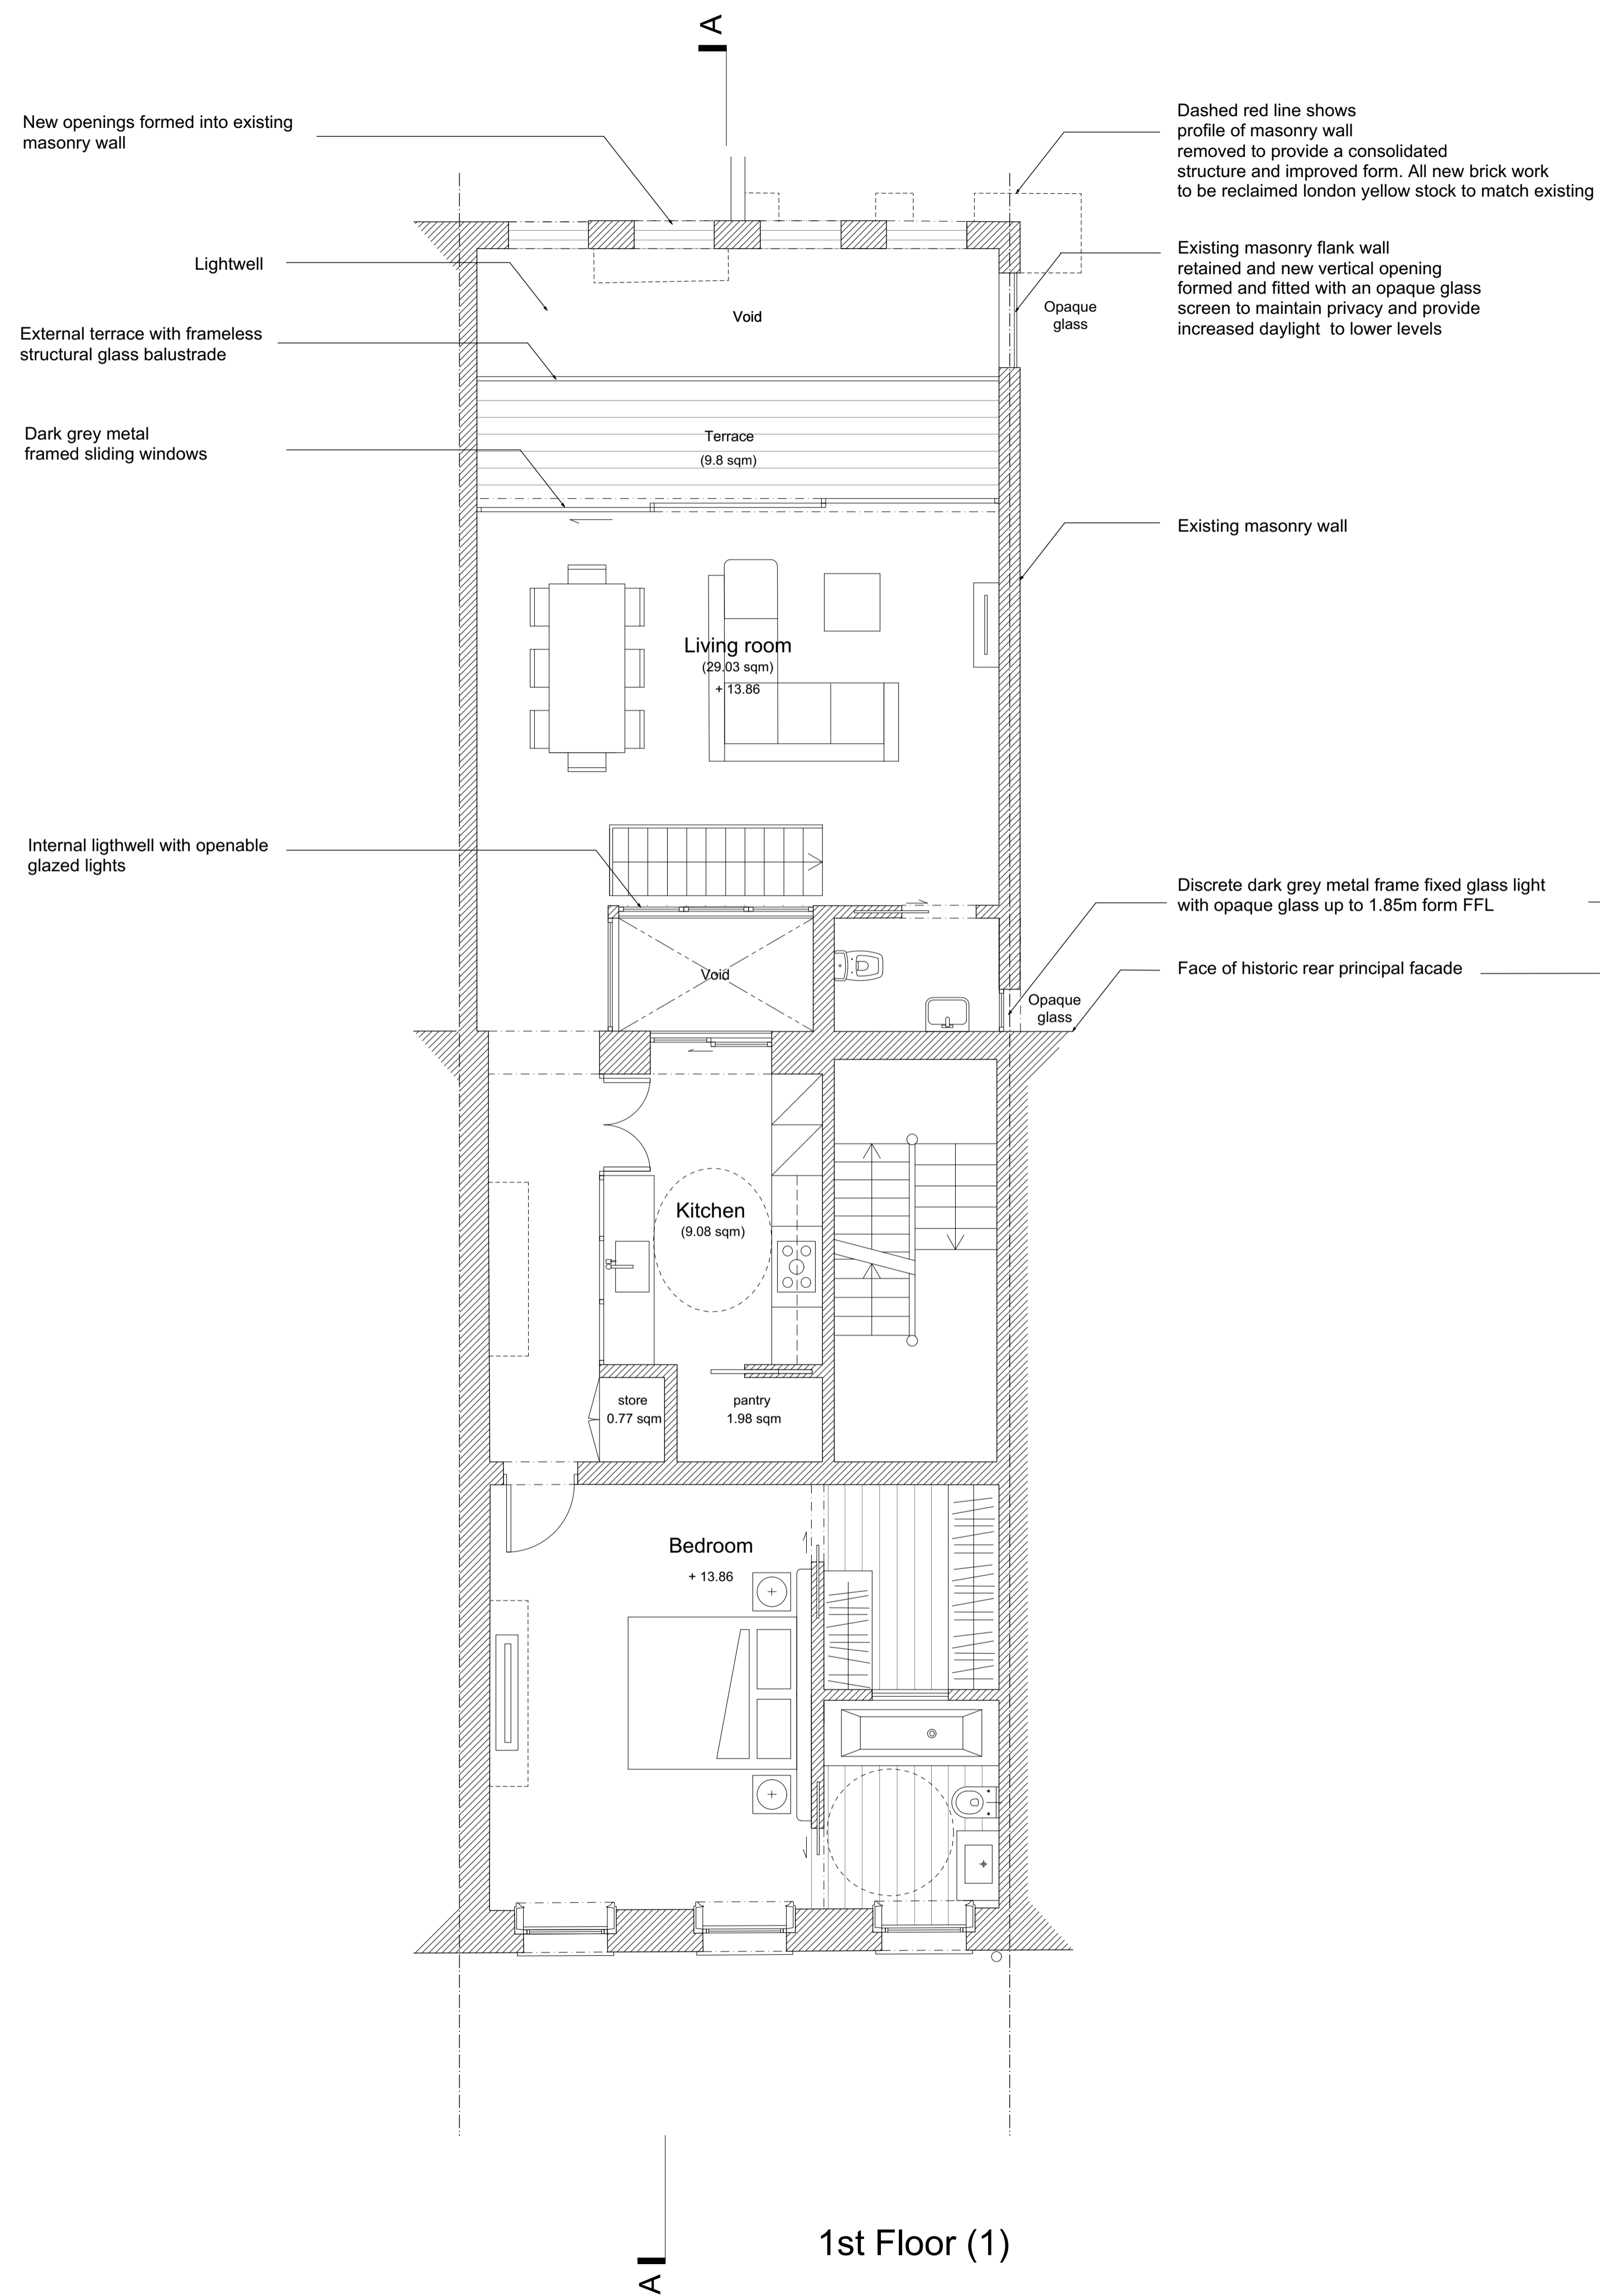 A
New openings formed into existing
masonry wall
Dashed red line shows
profile of masonry wall
removed to provide a consolidated
structure and improved form. All new brick work
to be reclaimed london yellow stock to match existing
Lightwell
Existing masonry flank wall
retained and new vertical opening
formed and fitted with an opaque glass
screen to maintain privacy and provide
increased daylight to lower levels
Opaque
glass
Void
External terrace with frameless
structural glass balustrade
Terrace
(9.8 sqm)
Dark grey metal
framed sliding windows
Existing masonry wall
Living room
(29.03 sqm)
+ 13.86
Internal ligthwell with openable
glazed lights
Discrete dark grey metal frame fixed glass light
with opaque glass up to 1.85m form FFL
Face of historic rear principal facade
Void
Opaque
glass
Kitchen
(9.08 sqm)
store
0.77 sqm
pantry
1.98 sqm
Bedroom
+ 13.86
1st Floor (1)
A